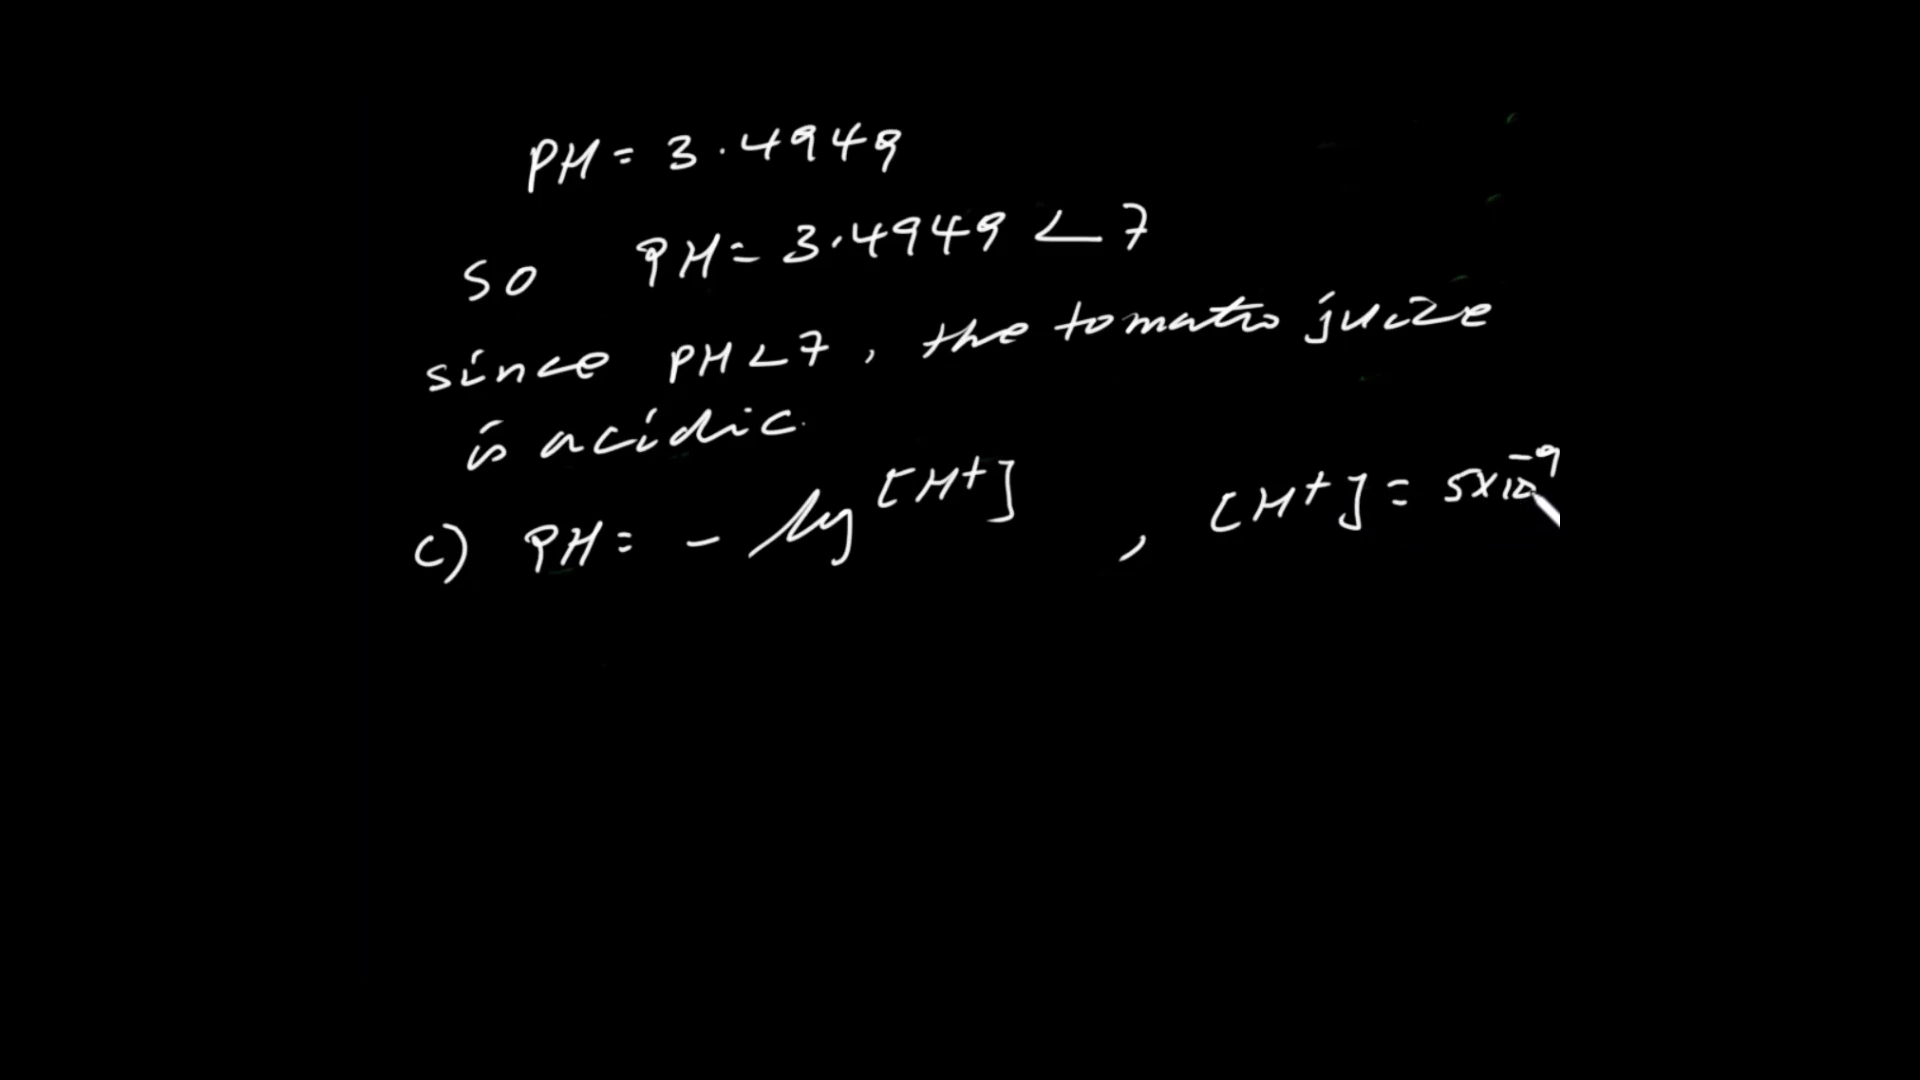 PH = 3.4949
so PH = 3.4949 < 7
since PH < 7, the tomato juice
is acidic.
c) PH = - log [H+] , [H+] = 5x10^-9